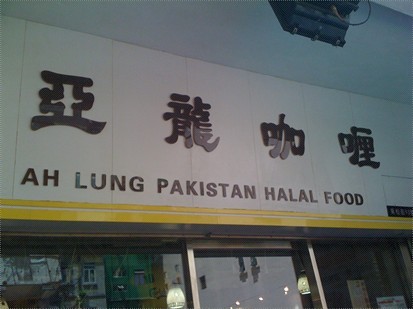 亞龍咖喱
AH LUNG PAKISTAN HALAL FOOD